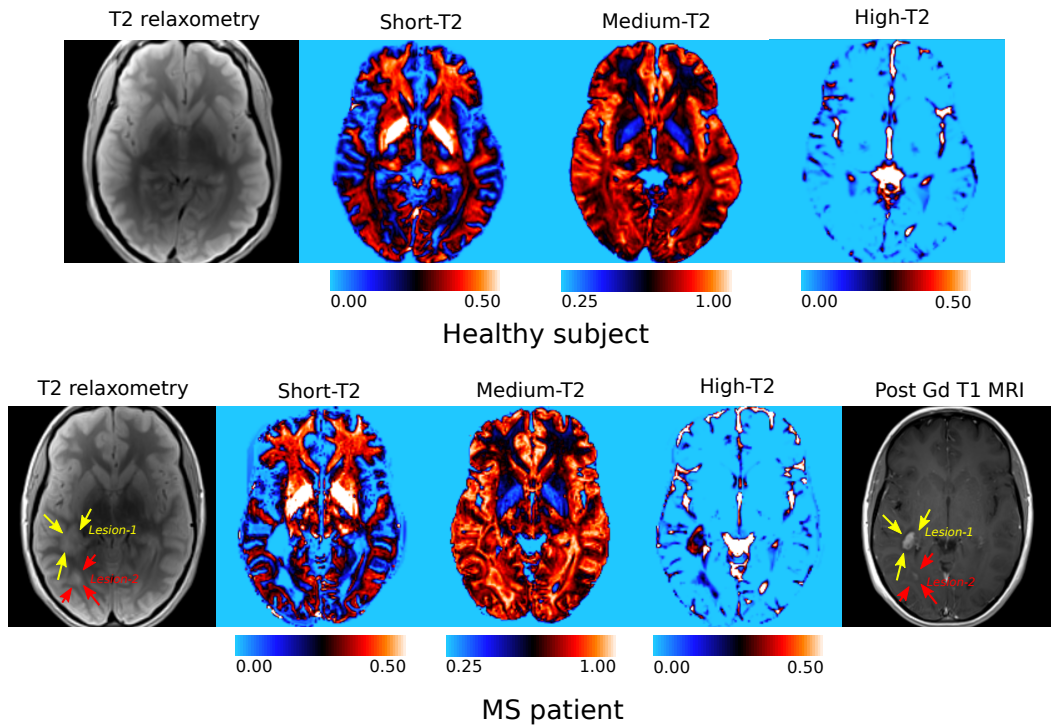 T2 relaxometry
Short-T2
Medium-T2
High-T2
0.00 0.50
0.25 1.00
0.00 0.50
Healthy subject
T2 relaxometry
Short-T2
Medium-T2
High-T2
Post Gd T1 MRI
Lesion-1
Lesion-2
Lesion-1
Lesion-2
0.00 0.50
0.25 1.00
0.00 0.50
MS patient